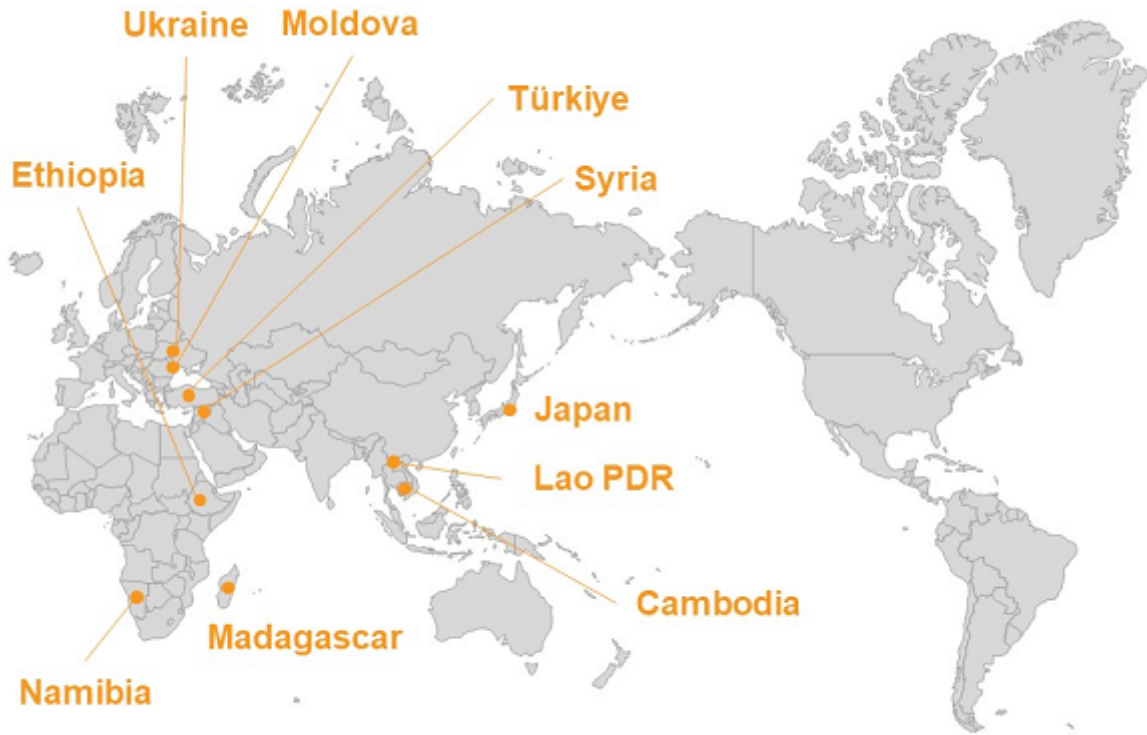 Ukraine
Moldova
Türkiye
Ethiopia
Syria
Japan
Lao PDR
Cambodia
Madagascar
Namibia